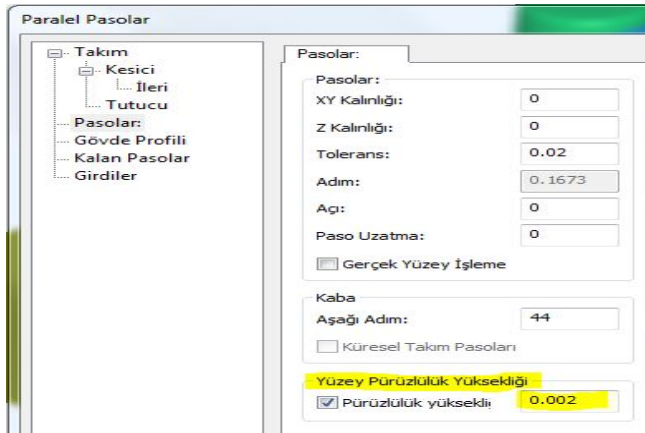 Paralel Pasolar
Takım
Kesici
İleri
Tutucu
Pasolar:
Gövde Profili
Kalan Pasolar
Girdiler
Pasolar:
Pasolar:
XY Kalınlığı: 0
Z Kalınlığı: 0
Tolerans: 0.02
Adım: 0.1673
Açı: 0
Paso Uzatma: 0
Gerçek Yüzey İşleme
Kaba
Aşağı Adım: 44
Küresel Takım Pasoları
Yüzey Pürüzlülük Yüksekliği
Pürüzlülük yüksekliğ 0.002